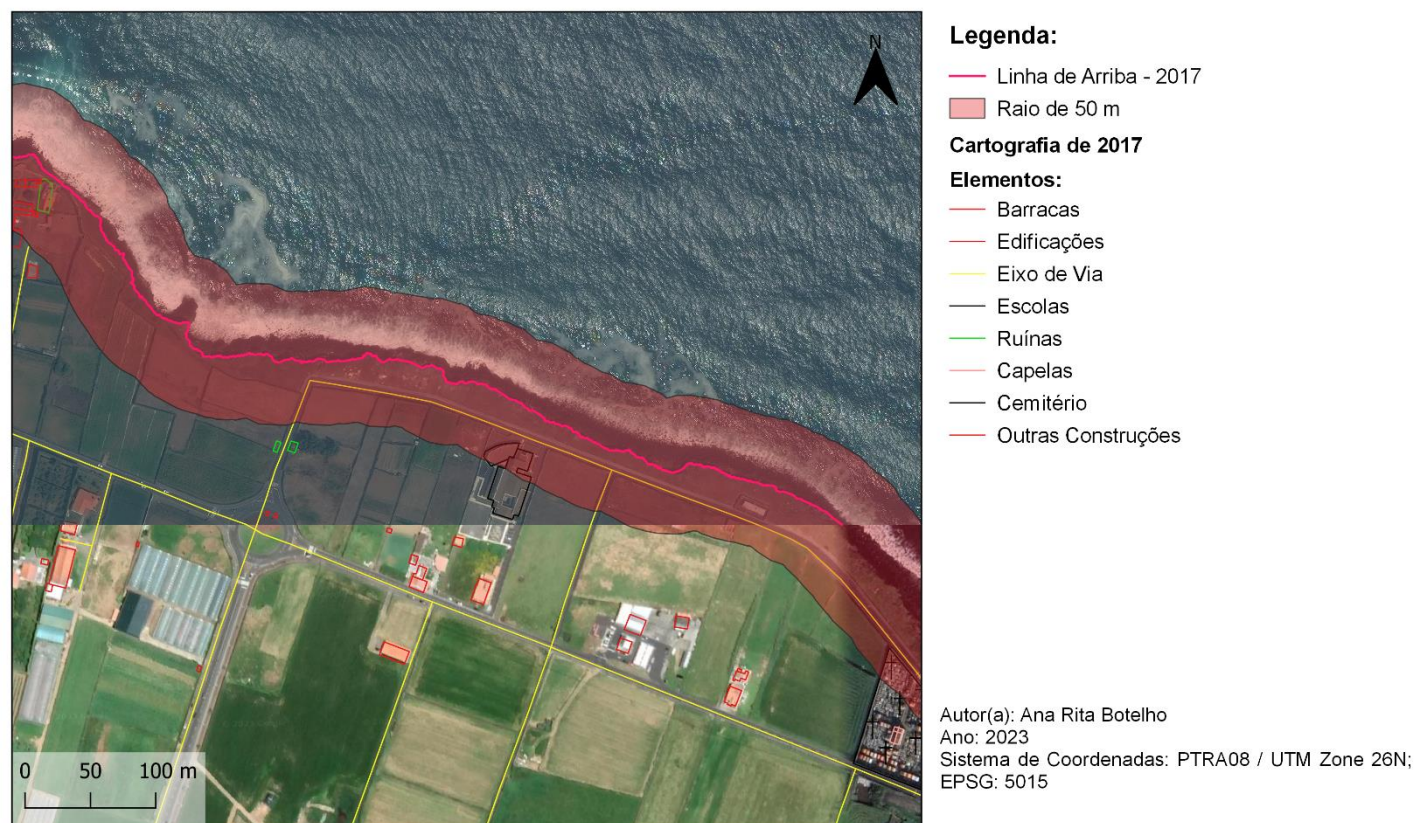 N
Legenda:
Linha de Arriba - 2017
Raio de 50 m
Cartografia de 2017
Elementos:
Barracas
Edificações
Eixo de Via
Escolas
Ruínas
Capelas
Cemitério
Outras Construções
Autor(a): Ana Rita Botelho
Ano: 2023
Sistema de Coordenadas: PTRA08 / UTM Zone 26N;
EPSG: 5015
0 50 100 m